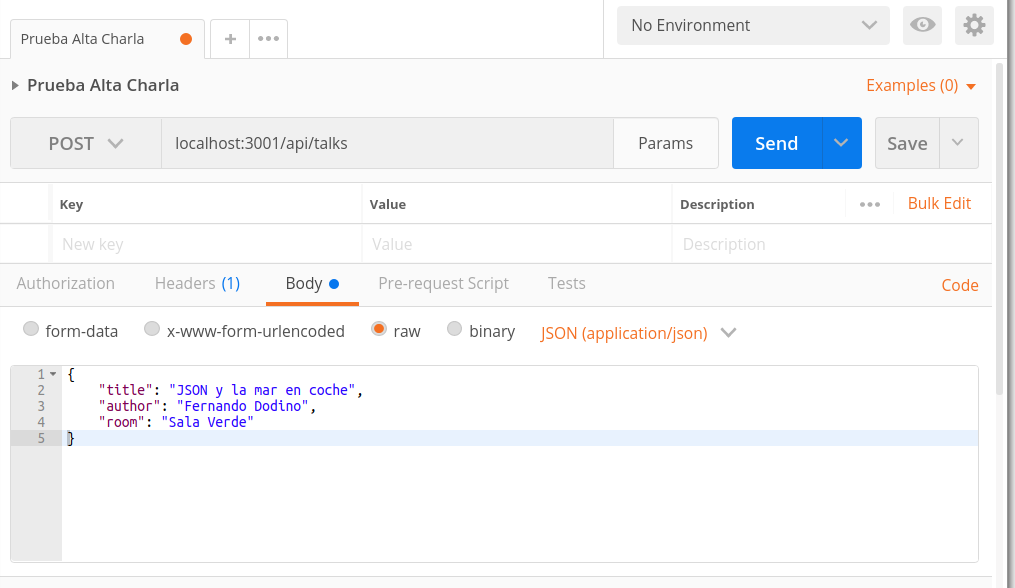 Prueba Alta Charla + ••• No Environment
Prueba Alta Charla Examples (0)
POST localhost:3001/api/talks Params Send Save
Key Value Description ••• Bulk Edit
New key Value Description
Authorization Headers (1) Body Pre-request Script Tests Code
form-data x-www-form-urlencoded raw binary JSON (application/json)
1 {
2 "title": "JSON y la mar en coche",
3 "author": "Fernando Dodino",
4 "room": "Sala Verde"
5 }